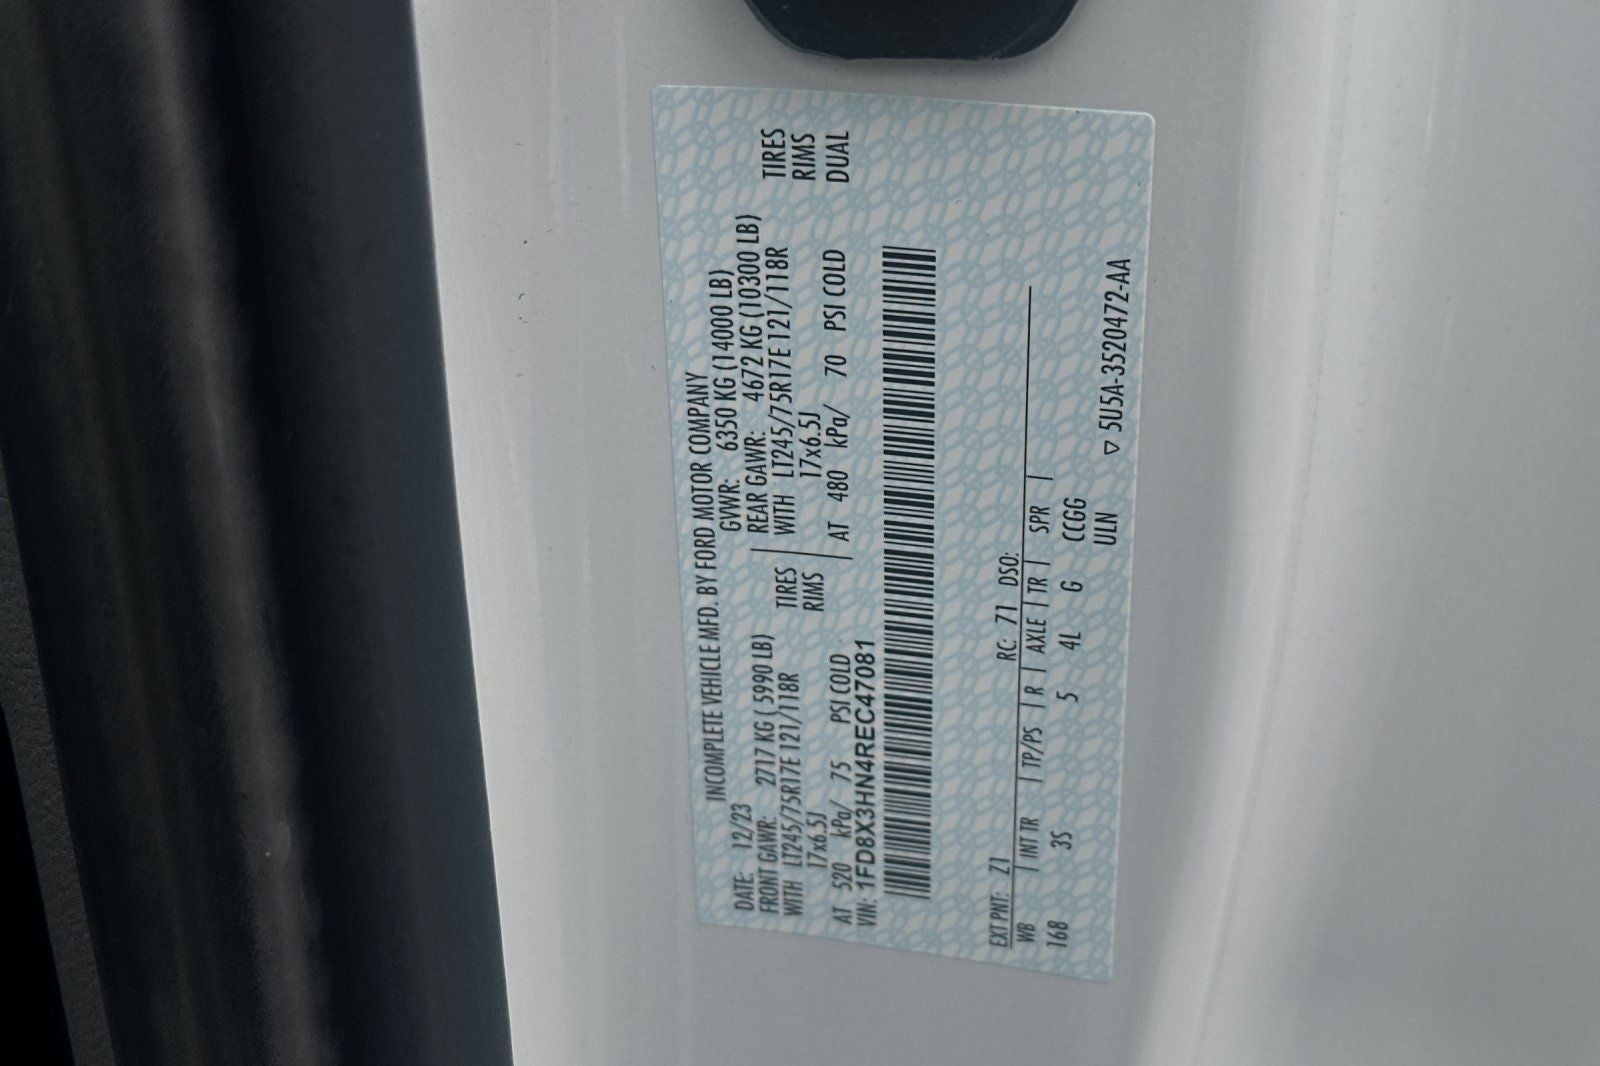 INCOMPLETE VEHICLE MFD. BY FORD MOTOR COMPANY
DATE: 12/23 GVWR: 6350 KG (14000 LB)
FRONT GAWR: 2717 KG ( 5990 LB) REAR GAWR: 4672 KG (10300 LB)
WITH LT245/75R17E 121/118R TIRES WITH LT245/75R17E 121/118R TIRES
17x6.5J RIMS 17x6.5J RIMS
AT 520 kPa/ 75 PSI COLD AT 480 kPa/ 70 PSI COLD DUAL
VIN: 1FD8X3HN4REC47081
EXT PNT: Z1 RC: 71 DSO:
WB | INT TR | TP/PS | R | AXLE | TR | SPR |
168 3S 5 4L G CCGG
ULN
▽ 5U5A-3520472-AA